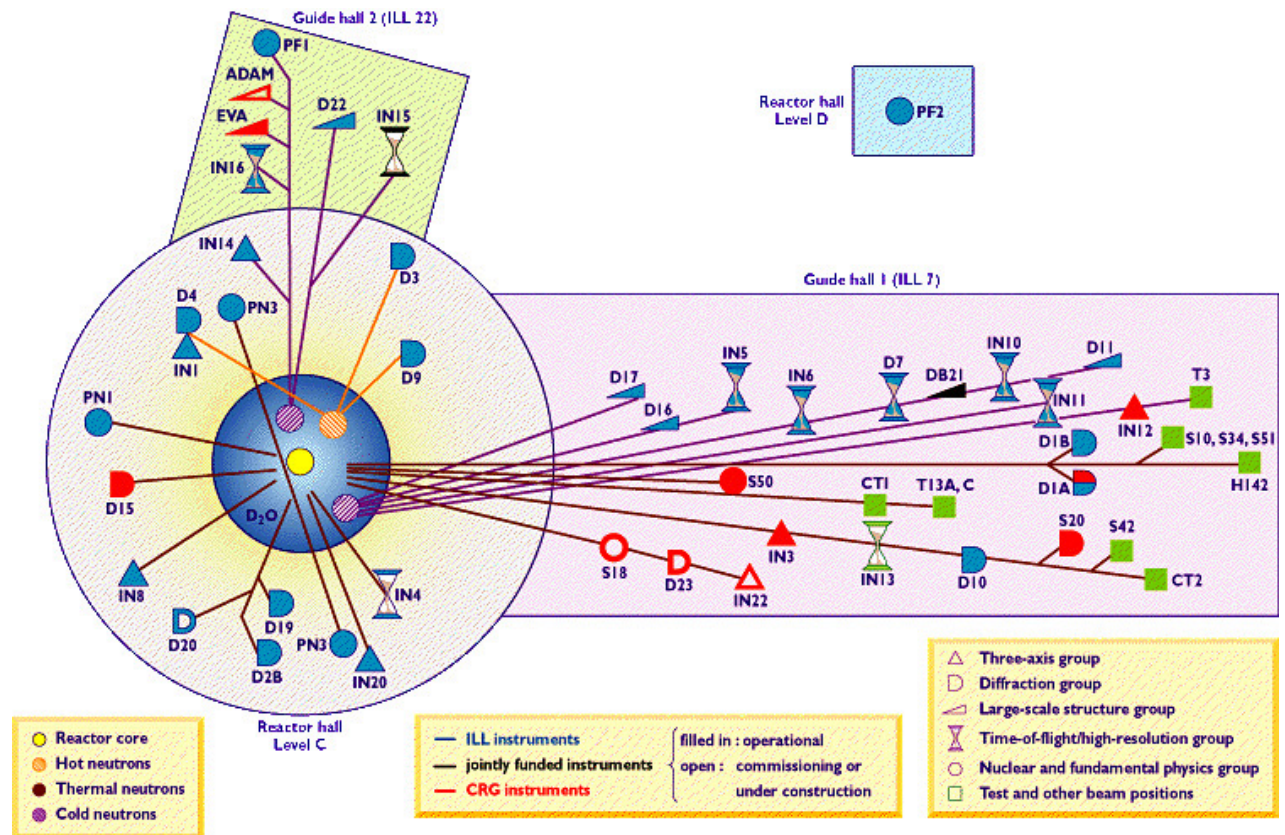 Guide hall 2 (ILL 22)
PF1
ADAM
EVA
D22
IN15
IN16
Reactor hall
Level D
PF2
IN14
D3
D4
PN3
IN1
D9
PN1
D15
D₂O
IN8
D20
D19
D2B
PN3
IN20
IN4
Reactor hall
Level C
Guide hall 1 (ILL 7)
D17
D16
IN5
IN6
D7
DB21
IN10
D11
IN11
T3
IN12
D1B
S10, S34, S51
D1A
H142
S50
CT1
T13A, C
S18
D23
IN22
IN3
IN13
D10
S20
S42
CT2
Reactor core
Hot neutrons
Thermal neutrons
Cold neutrons
ILL instruments
jointly funded instruments
CRG instruments
filled in : operational
open : commissioning or
under construction
Three-axis group
Diffraction group
Large-scale structure group
Time-of-flight/high-resolution group
Nuclear and fundamental physics group
Test and other beam positions